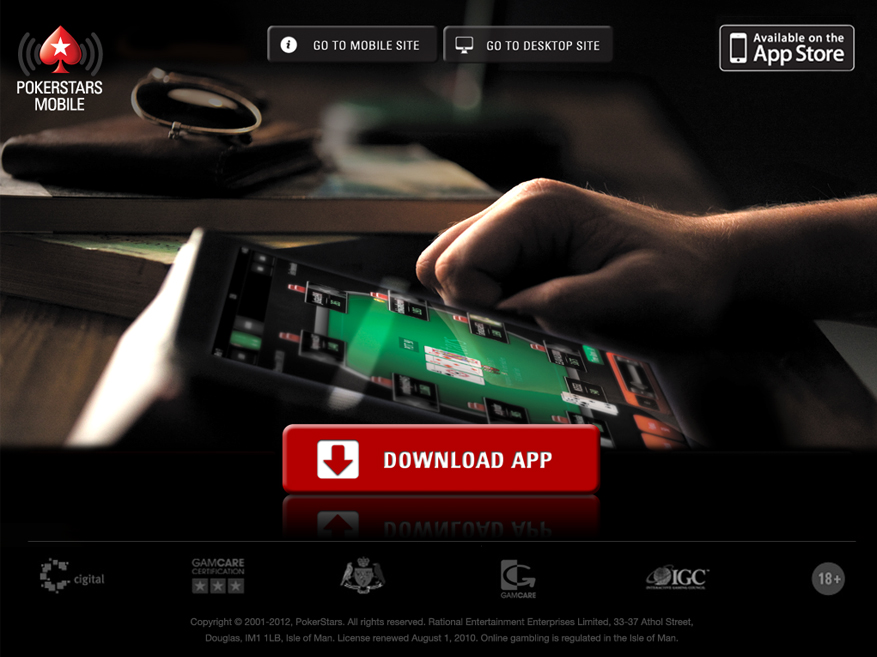 POKERSTARS
MOBILE
GO TO MOBILE SITE
GO TO DESKTOP SITE
Available on the
App Store
DOWNLOAD APP
cigital
GAMCARE
CERTIFICATION
GAMCARE
IGC
18+
Copyright © 2001-2012, PokerStars. All rights reserved. Rational Entertainment Enterprises Limited, 33-37 Athol Street,
Douglas, IM1 1LB, Isle of Man. License renewed August 1, 2010. Online gambling is regulated in the Isle of Man.